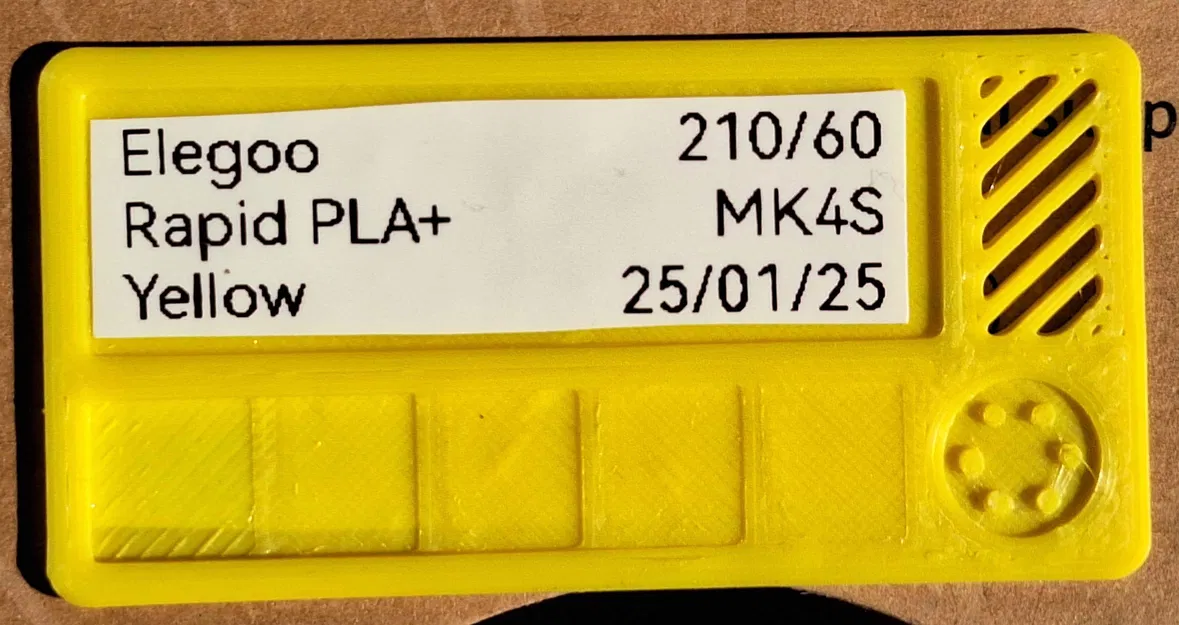 Elegoo 210/60
Rapid PLA+ MK4S
Yellow 25/01/25